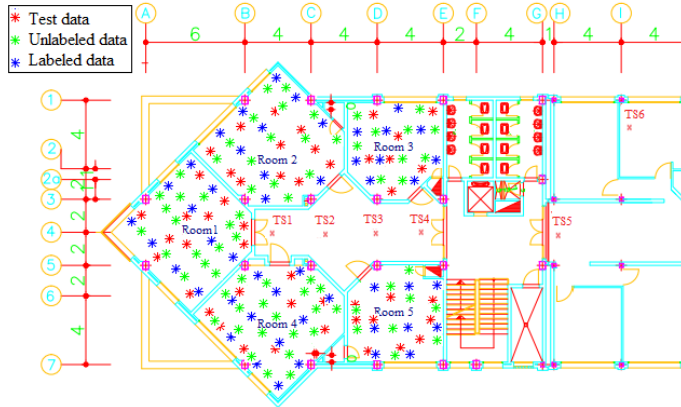 Test data
Unlabeled data
Labeled data
A B C D E F G H I
6 4 4 4 2 4 1 4 4
1
2
2a
3
4
5
6
7
4
2
2
2
4
TS6
Room 2
Room 3
Room1
TS1 TS2 TS3 TS4 TS5
Room 4
Room 5